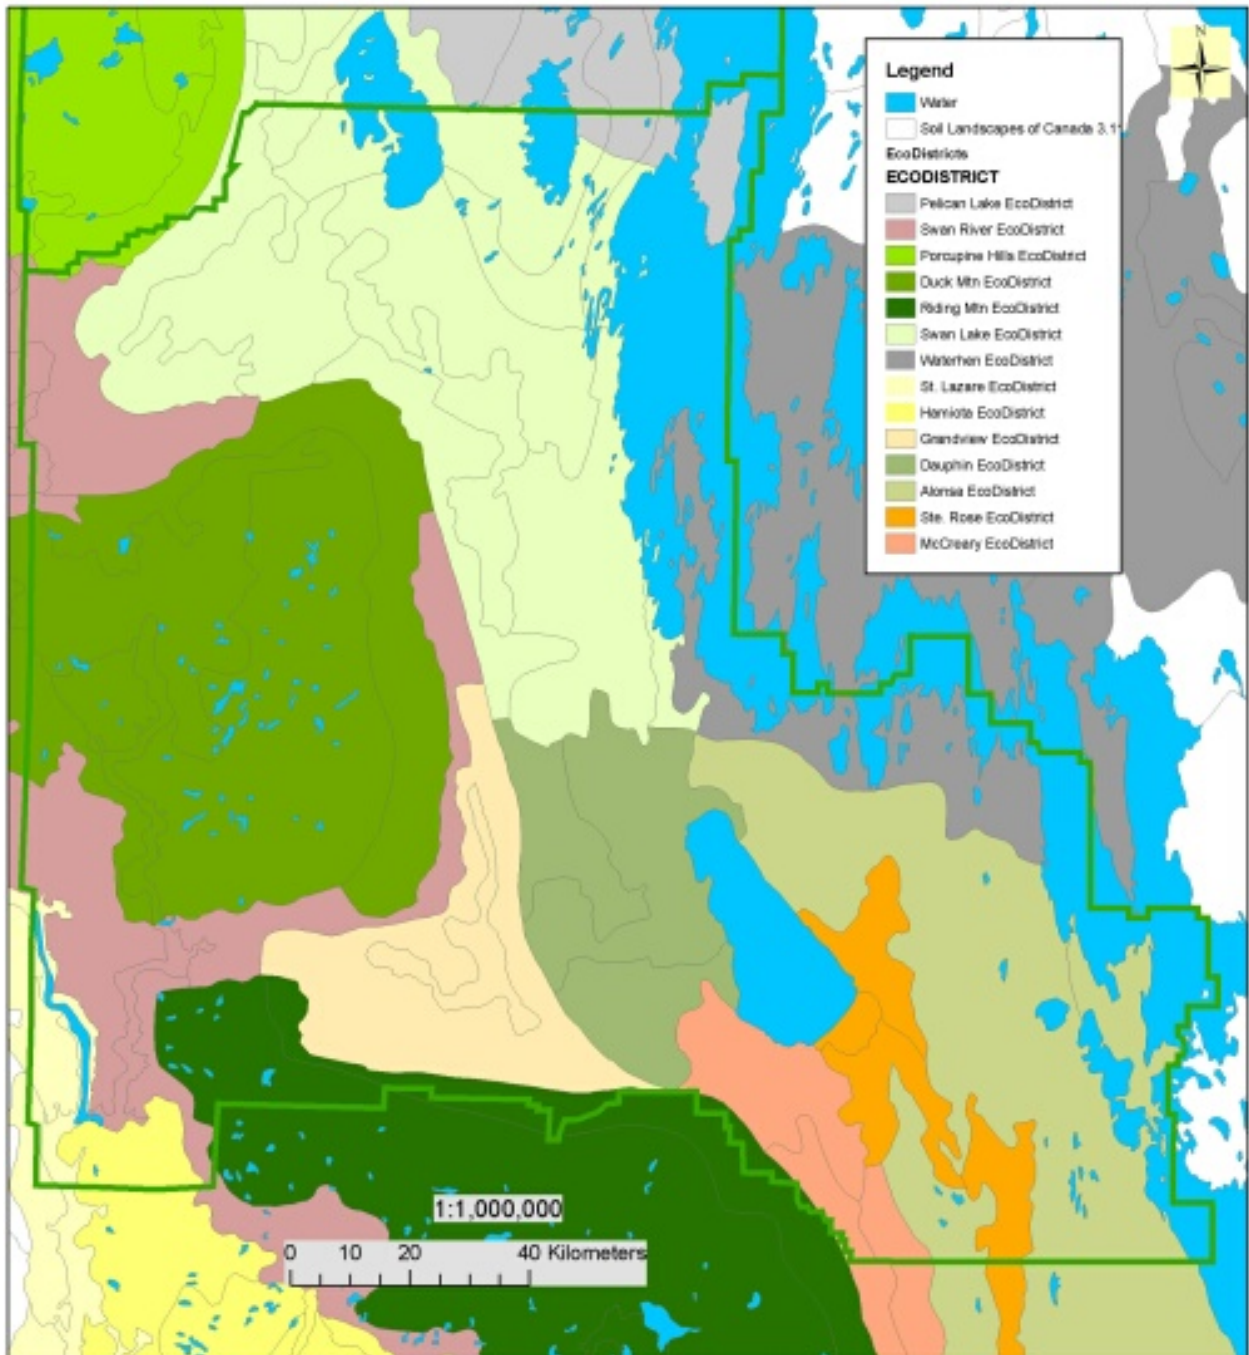 N
Legend
Water
Soil Landscapes of Canada 3.1
EcoDistricts
ECODISTRICT
Pelican Lake EcoDistrict
Swan River EcoDistrict
Porcupine Hills EcoDistrict
Duck Mtn EcoDistrict
Riding Mtn EcoDistrict
Swan Lake EcoDistrict
Waterhen EcoDistrict
St. Lazare EcoDistrict
Hamiota EcoDistrict
Grandview EcoDistrict
Dauphin EcoDistrict
Alonsa EcoDistrict
Ste. Rose EcoDistrict
McCreary EcoDistrict
1:1,000,000
0 10 20 40 Kilometers